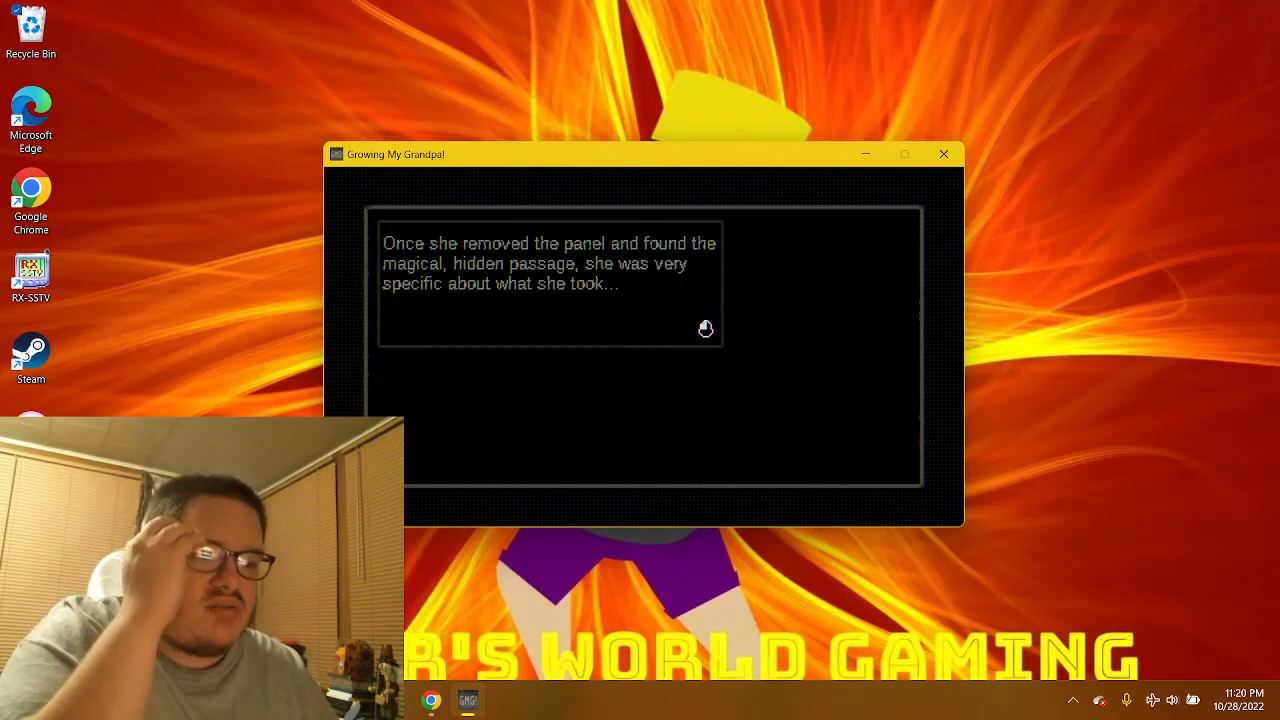 Recycle Bin
Microsoft
Edge
Google
Chrome
RX-SSTV
Steam
Growing My Grandpa!
Once she removed the panel and found the
magical, hidden passage, she was very
specific about what she took...
R'S WORLD GAMING
GMG!
11:20 PM
10/28/2022